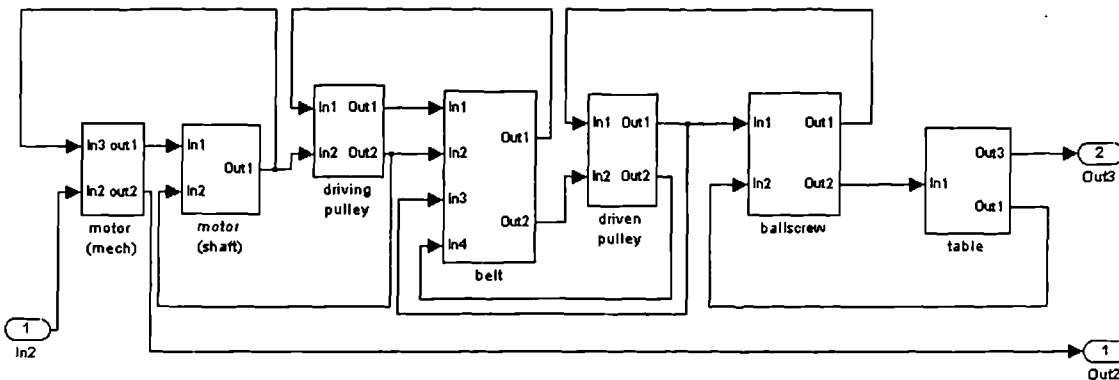 In3 out1
In2 out2
motor
(mech)
In1
Out1
In2
motor
(shaft)
In1 Out1
In2 Out2
driving
pulley
In1
Out1
In2
In3
Out2
In4
belt
In1 Out1
In2 Out2
driven
pulley
In1
Out1
In2
Out2
ballscrew
Out3
In1
Out1
table
2
Out3
1
In2
1
Out2